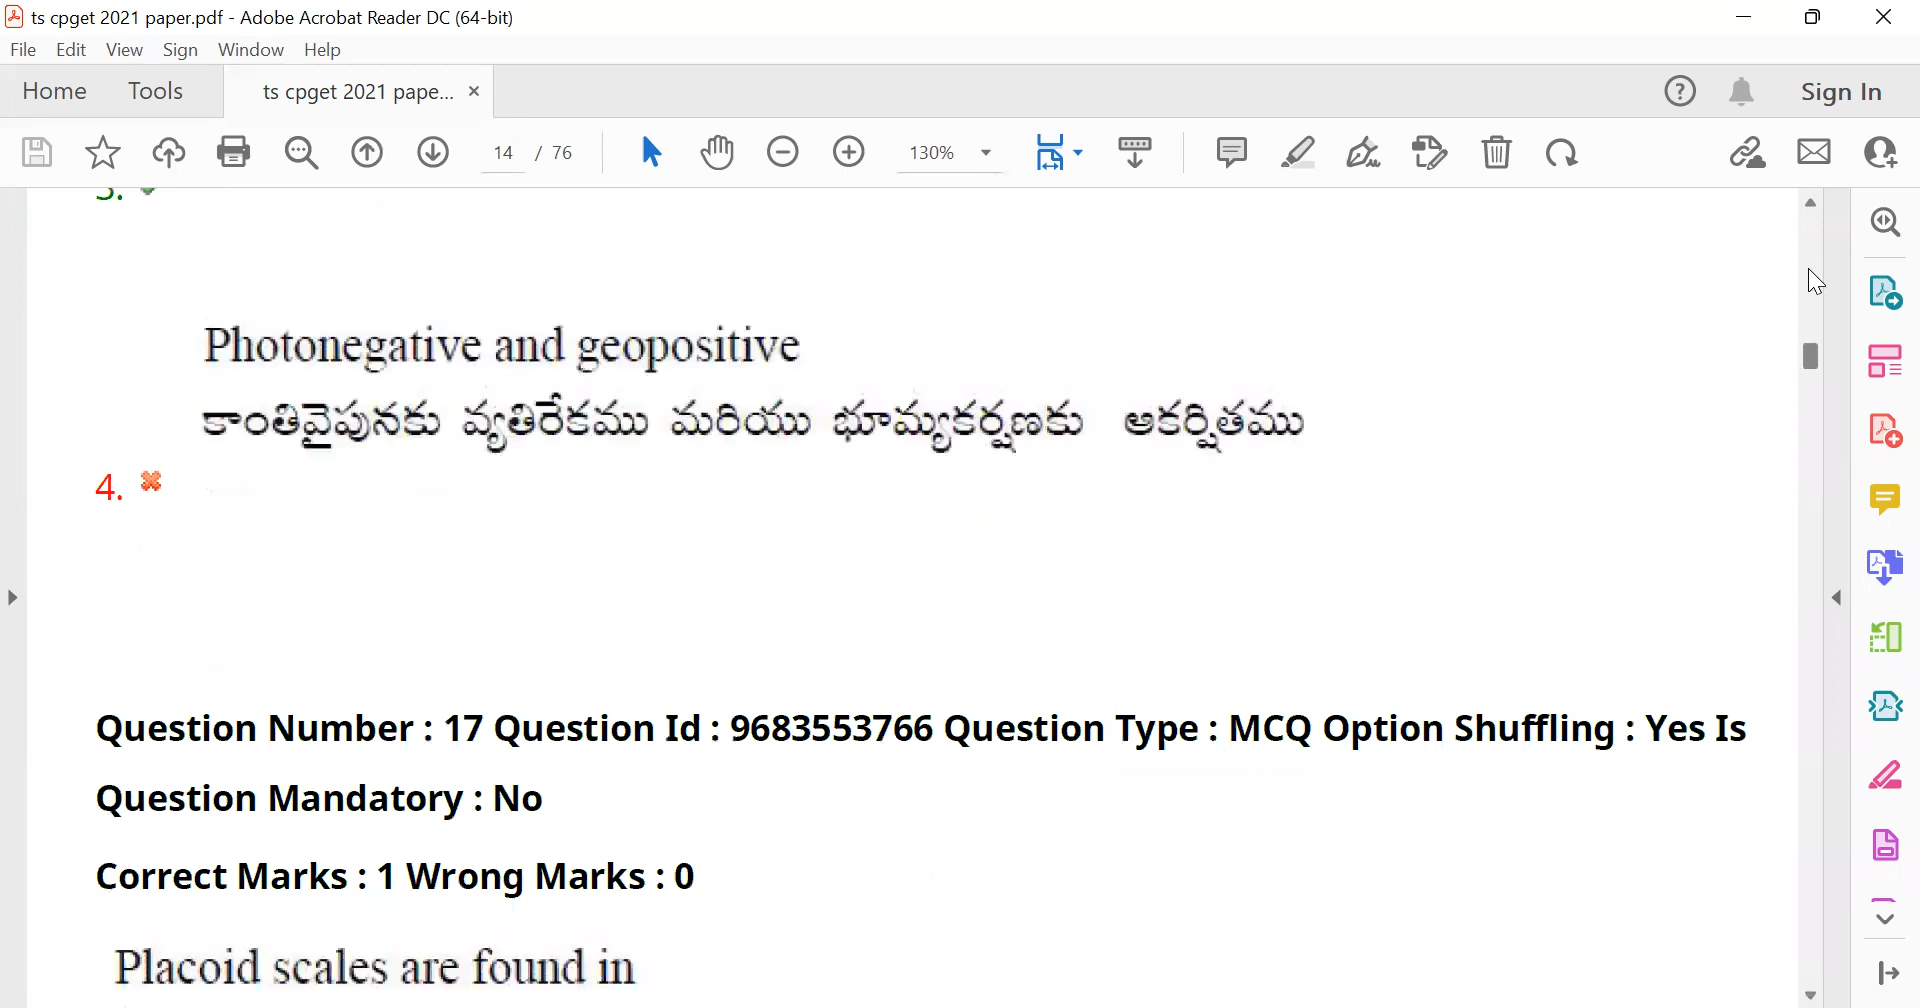 ts cpget 2021 paper.pdf - Adobe Acrobat Reader DC (64-bit)
File Edit View Sign Window Help
Home Tools ts cpget 2021 pape... × Sign In
14 / 76 130%
3.
Photonegative and geopositive
కాంతివైపునకు వ్యతిరేకము మరియు భూమ్యకర్షణకు ఆకర్షితము
4.
Question Number : 17 Question Id : 9683553766 Question Type : MCQ Option Shuffling : Yes Is
Question Mandatory : No
Correct Marks : 1 Wrong Marks : 0
Placoid scales are found in